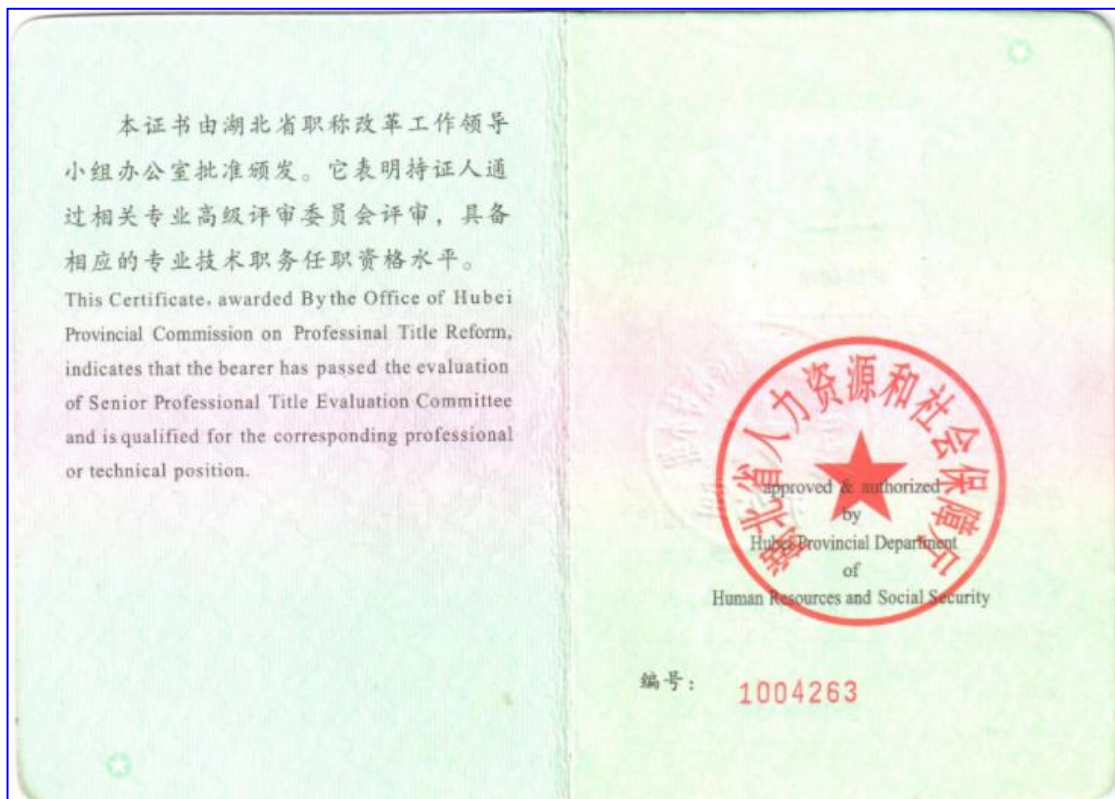 本证书由湖北省职称改革工作领导
小组办公室批准颁发。它表明持证人通
过相关专业高级评审委员会评审，具备
相应的专业技术职务任职资格水平。
This Certificate, awarded By the Office of Hubei
Provincial Commission on Professinal Title Reform,
indicates that the bearer has passed the evaluation
of Senior Professional Title Evaluation Committee
and is qualified for the corresponding professional
or technical position.
湖北省人力资源和社会保障厅
approved & authorized
by
Hubei Provincial Department
of
Human Resources and Social Security
编号：1004263